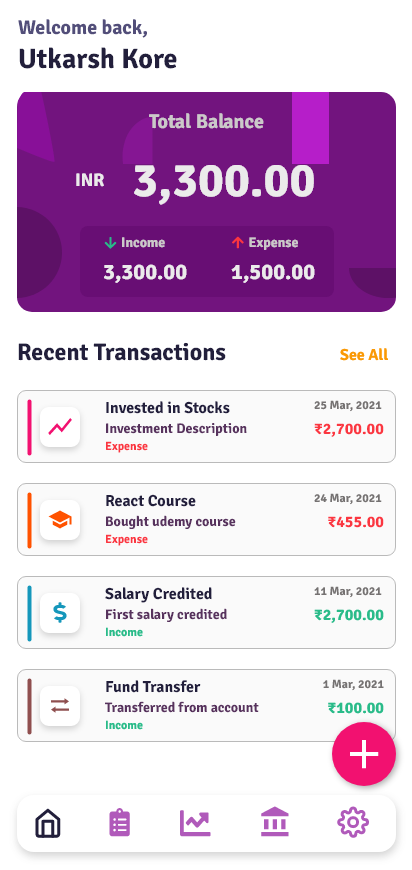 Welcome back,
Utkarsh Kore
Total Balance
INR 3,300.00
Income Expense
3,300.00 1,500.00
Recent Transactions See All
Invested in Stocks 25 Mar, 2021
Investment Description ₹2,700.00
Expense
React Course 24 Mar, 2021
Bought udemy course ₹455.00
Expense
Salary Credited 11 Mar, 2021
First salary credited ₹2,700.00
Income
Fund Transfer 1 Mar, 2021
Transferred from account ₹100.00
Income